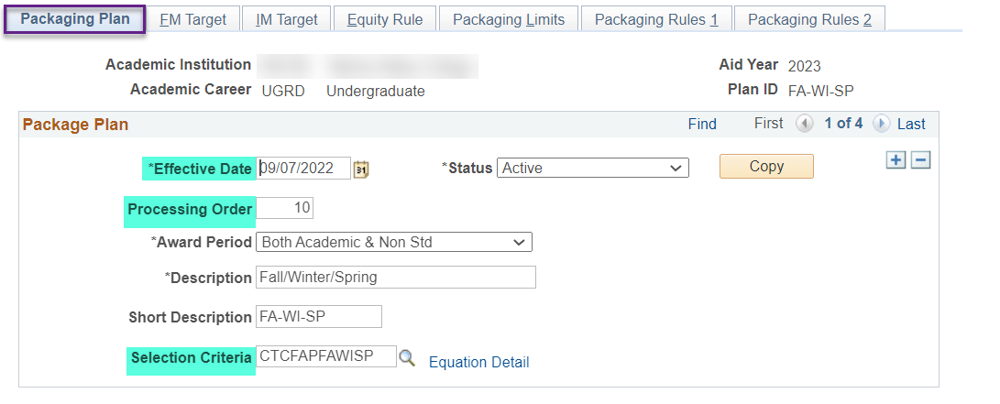 Packaging Plan FM Target IM Target Equity Rule Packaging Limits Packaging Rules 1 Packaging Rules 2
Academic Institution Aid Year 2023
Academic Career UGRD Undergraduate Plan ID FA-WI-SP
Package Plan Find First 1 of 4 Last
*Effective Date 09/07/2022 31 *Status Active Copy
Processing Order 10
*Award Period Both Academic & Non Std
*Description Fall/Winter/Spring
Short Description FA-WI-SP
Selection Criteria CTCFAPFAWISP Equation Detail